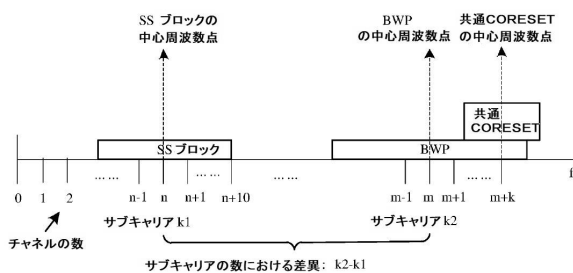 SS ブロックの
中心周波数点
BWP
の中心周波数点
共通CORESET
の中心周波数点
共通
CORESET
SS ブロック
BWP
f
0 1 2 …… n-1 n n+1 …… n+10 …… m-1 m m+1 …… m+k
サブキャリア k1
サブキャリア k2
チャネルの数
サブキャリアの数における差異: k2-k1